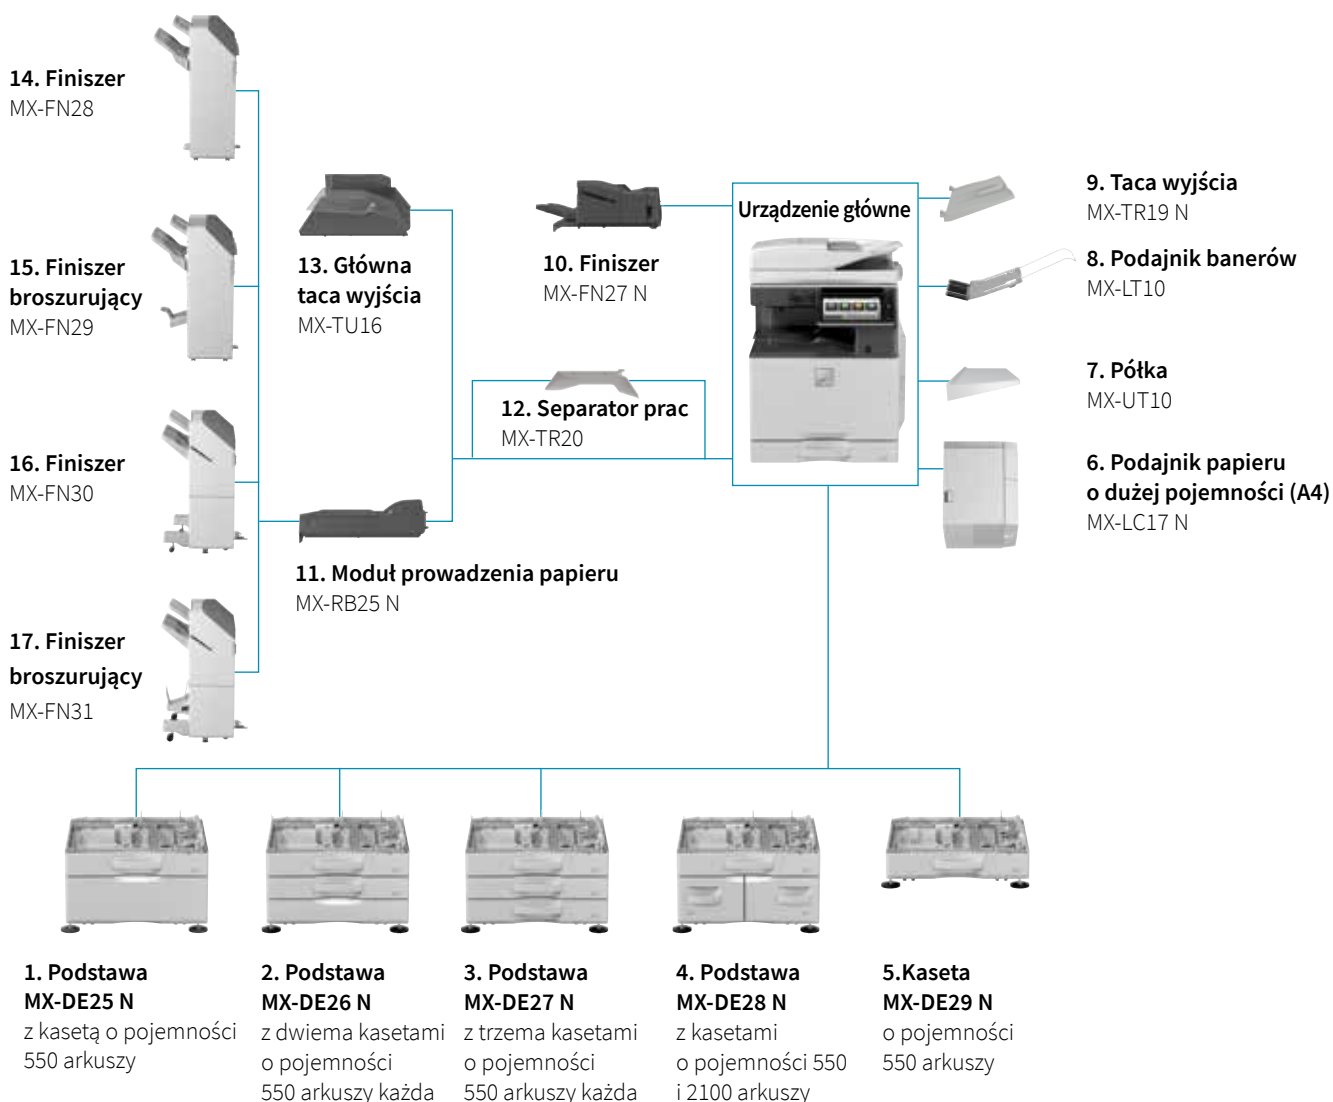 14. Finiszer
MX-FN28
15. Finiszer
broszurujący
MX-FN29
16. Finiszer
MX-FN30
17. Finiszer
broszurujący
MX-FN31
13. Główna
taca wyjścia
MX-TU16
10. Finiszer
MX-FN27 N
12. Separator prac
MX-TR20
11. Moduł prowadzenia papieru
MX-RB25 N
Urządzenie główne
9. Taca wyjścia
MX-TR19 N
8. Podajnik banerów
MX-LT10
7. Półka
MX-UT10
6. Podajnik papieru
o dużej pojemności (A4)
MX-LC17 N
1. Podstawa
MX-DE25 N
z kasetą o pojemności
550 arkuszy
2. Podstawa
MX-DE26 N
z dwiema kasetami
o pojemności
550 arkuszy każda
3. Podstawa
MX-DE27 N
z trzema kasetami
o pojemności
550 arkuszy każda
4. Podstawa
MX-DE28 N
z kasetami
o pojemności 550
i 2100 arkuszy
5.Kaseta
MX-DE29 N
o pojemności
550 arkuszy